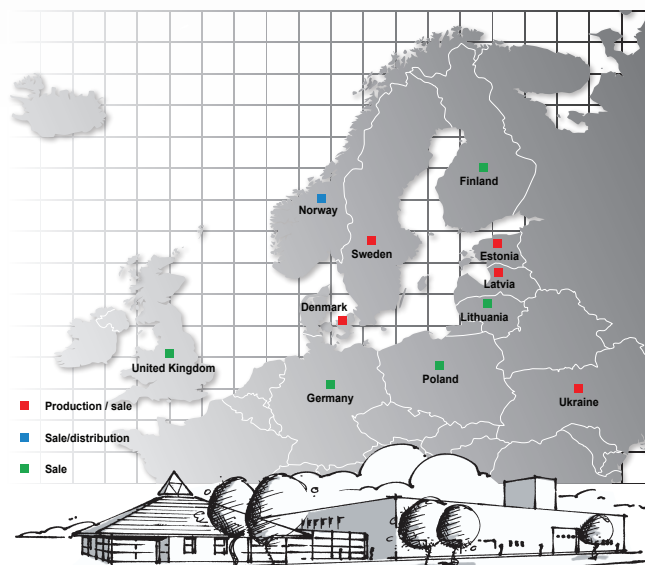 Finland
Norway
Estonia
Sweden
Latvia
Denmark
Lithuania
United Kingdom
Poland
Germany
Ukraine
Production / sale
Sale/distribution
Sale